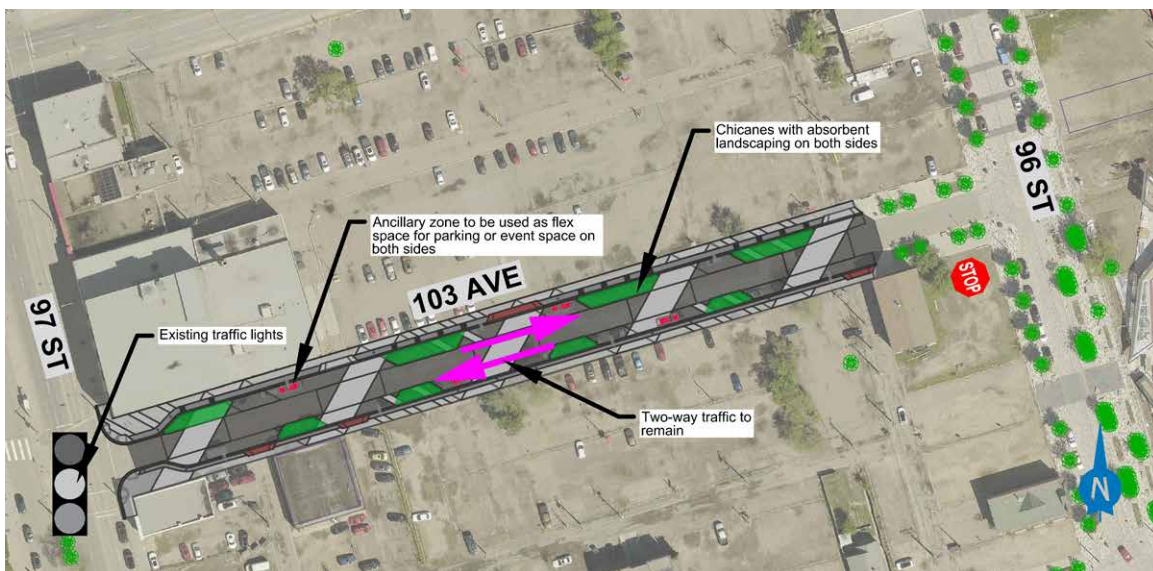 Chicanes with absorbent
landscaping on both sides
96 ST
Ancillary zone to be used as flex
space for parking or event space on
both sides
103 AVE
STOP
97 ST
Existing traffic lights
Two-way traffic to
remain
N